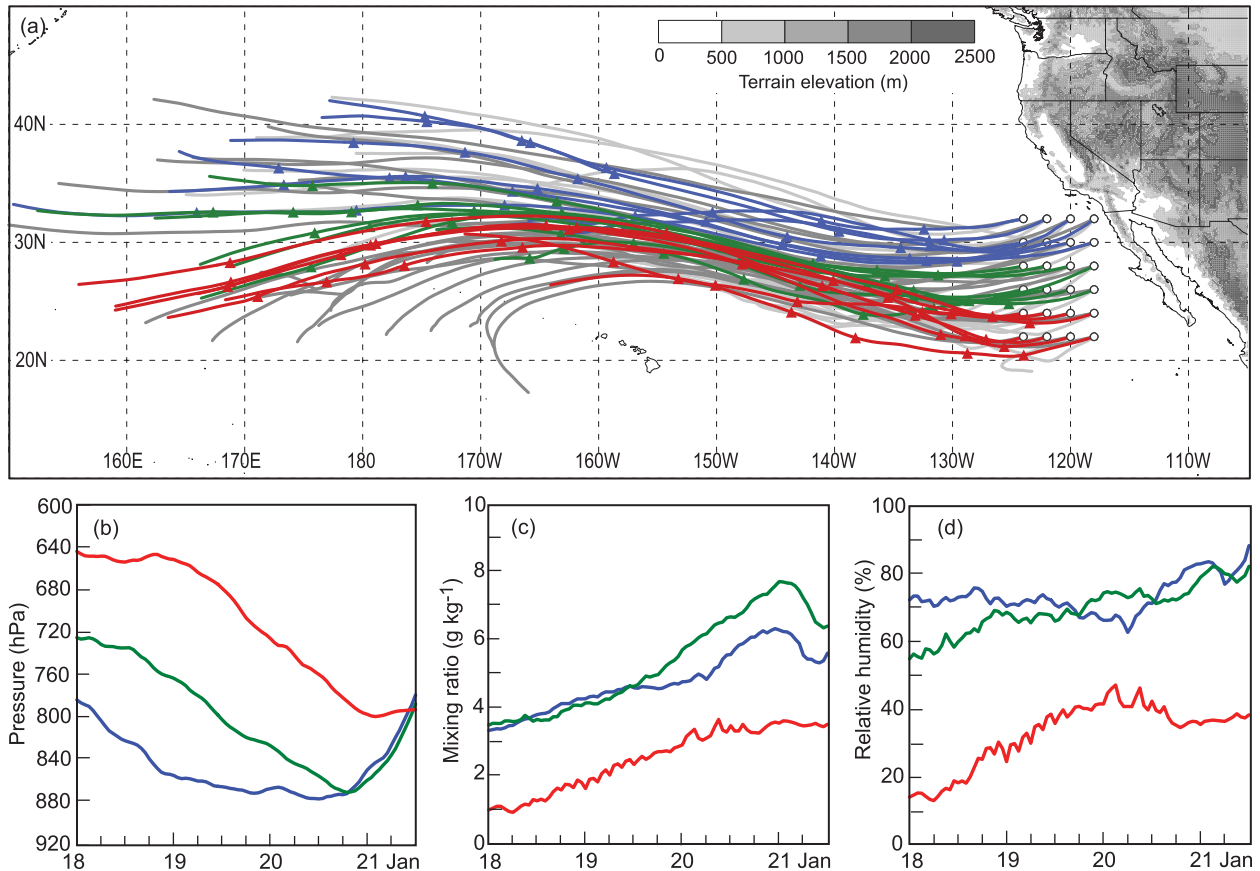 (a)
0 500 1000 1500 2000 2500
Terrain elevation (m)
40N
30N
20N
160E 170E 180 170W 160W 150W 140W 130W 120W 110W
(b)
Pressure (hPa)
600
640
680
720
760
800
840
880
920
18 19 20 21 Jan
(c)
Mixing ratio (g kg-1)
10
8
6
4
2
0
18 19 20 21 Jan
(d)
Relative humidity (%)
100
80
60
40
20
0
18 19 20 21 Jan